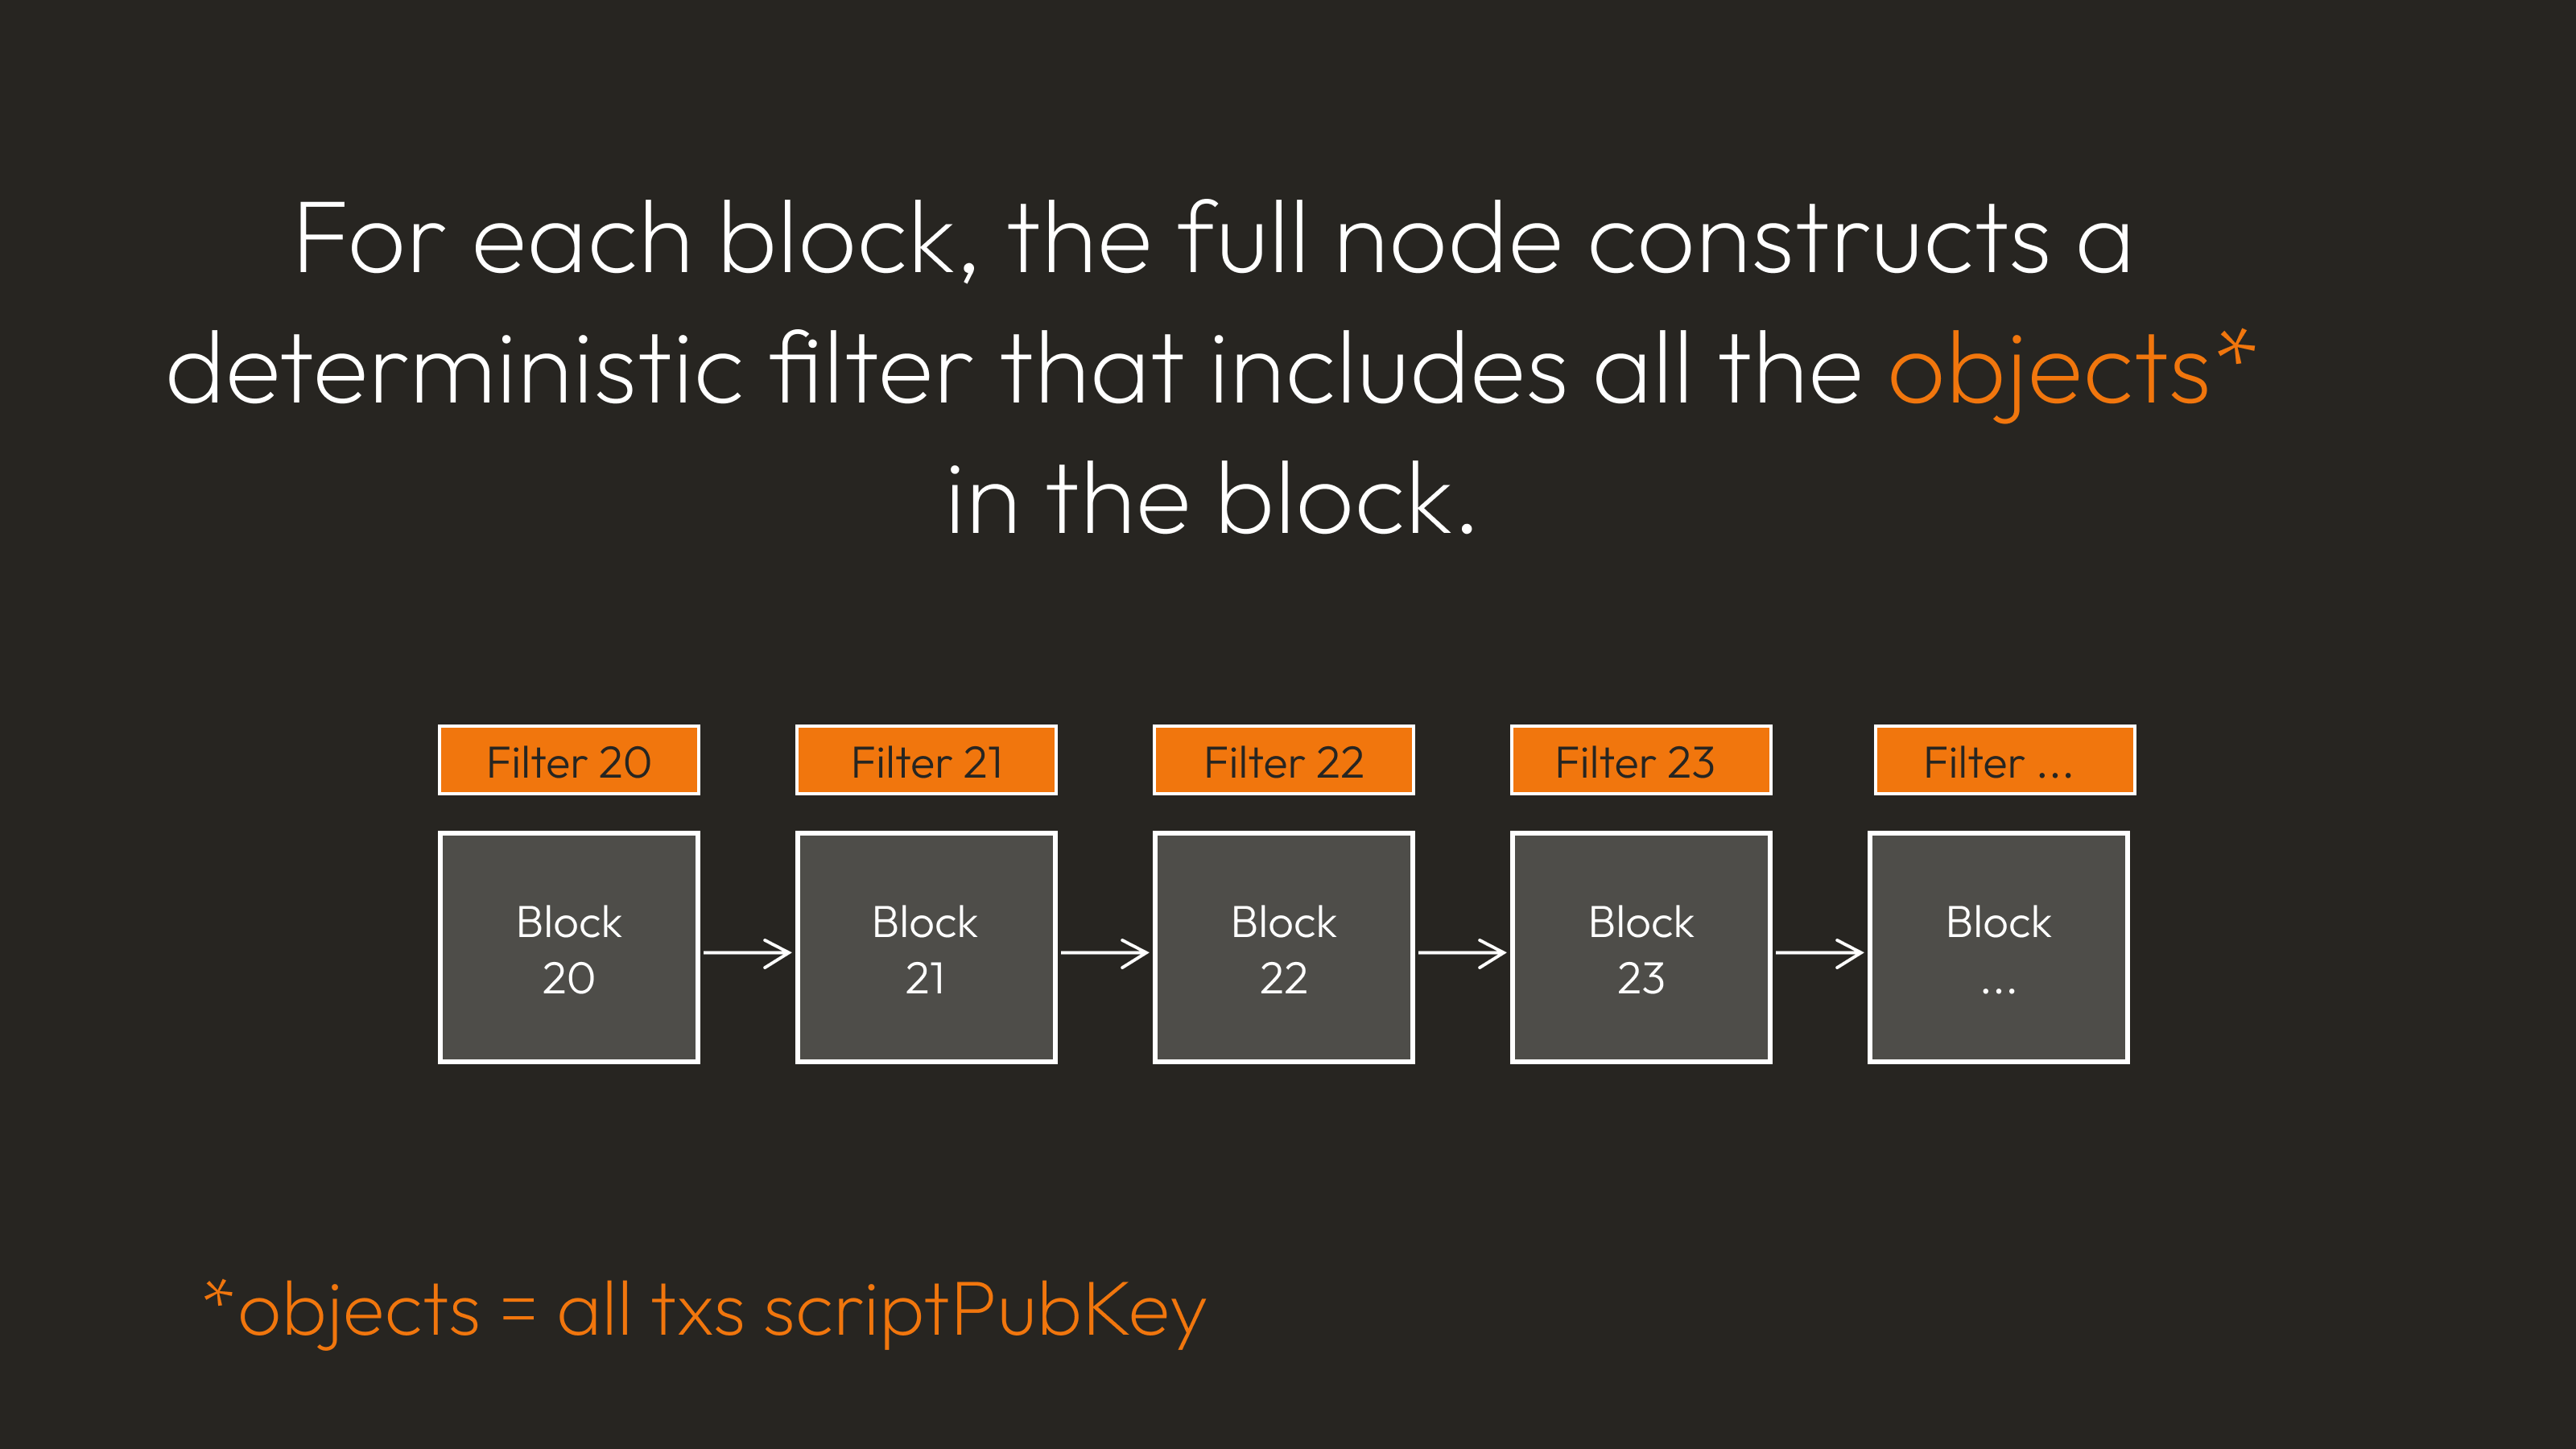 For each block, the full node constructs a
deterministic filter that includes all the objects*
in the block.
Filter 20
Filter 21
Filter 22
Filter 23
Filter ...
Block
20
Block
21
Block
22
Block
23
Block
...
*objects = all txs scriptPubKey